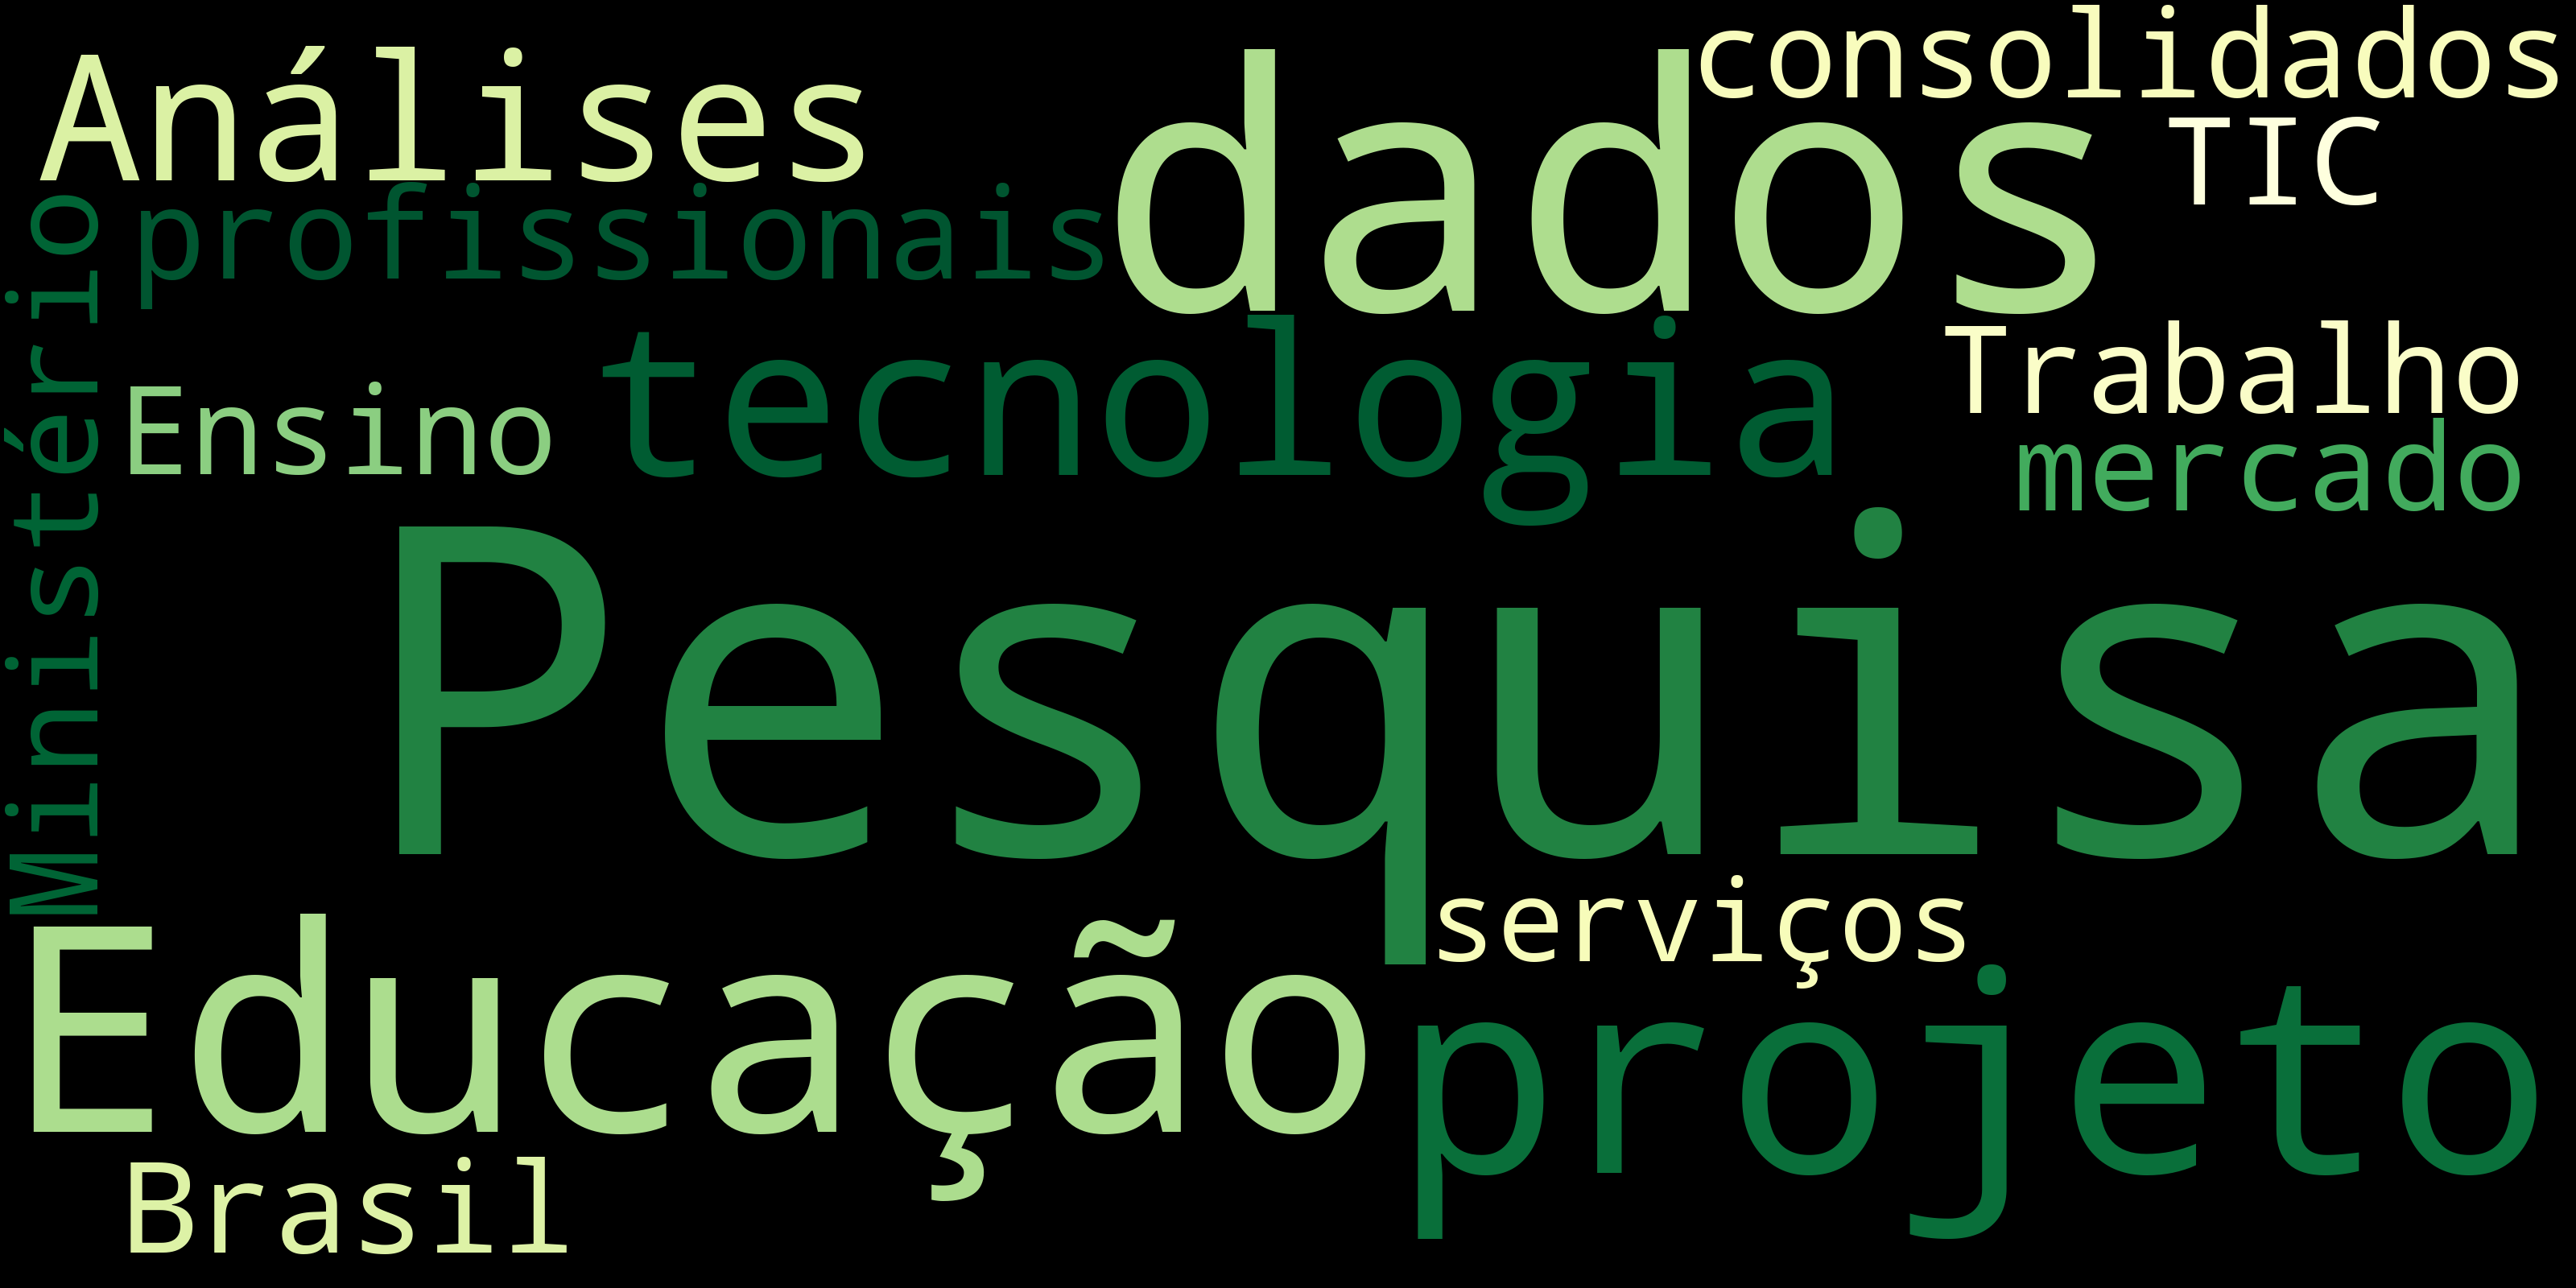 consolidados
Análises
dados
TIC
profissionais
Ministério
tecnologia
Trabalho
Ensino
mercado
Pesquisa
serviços
Educação
projeto
Brasil